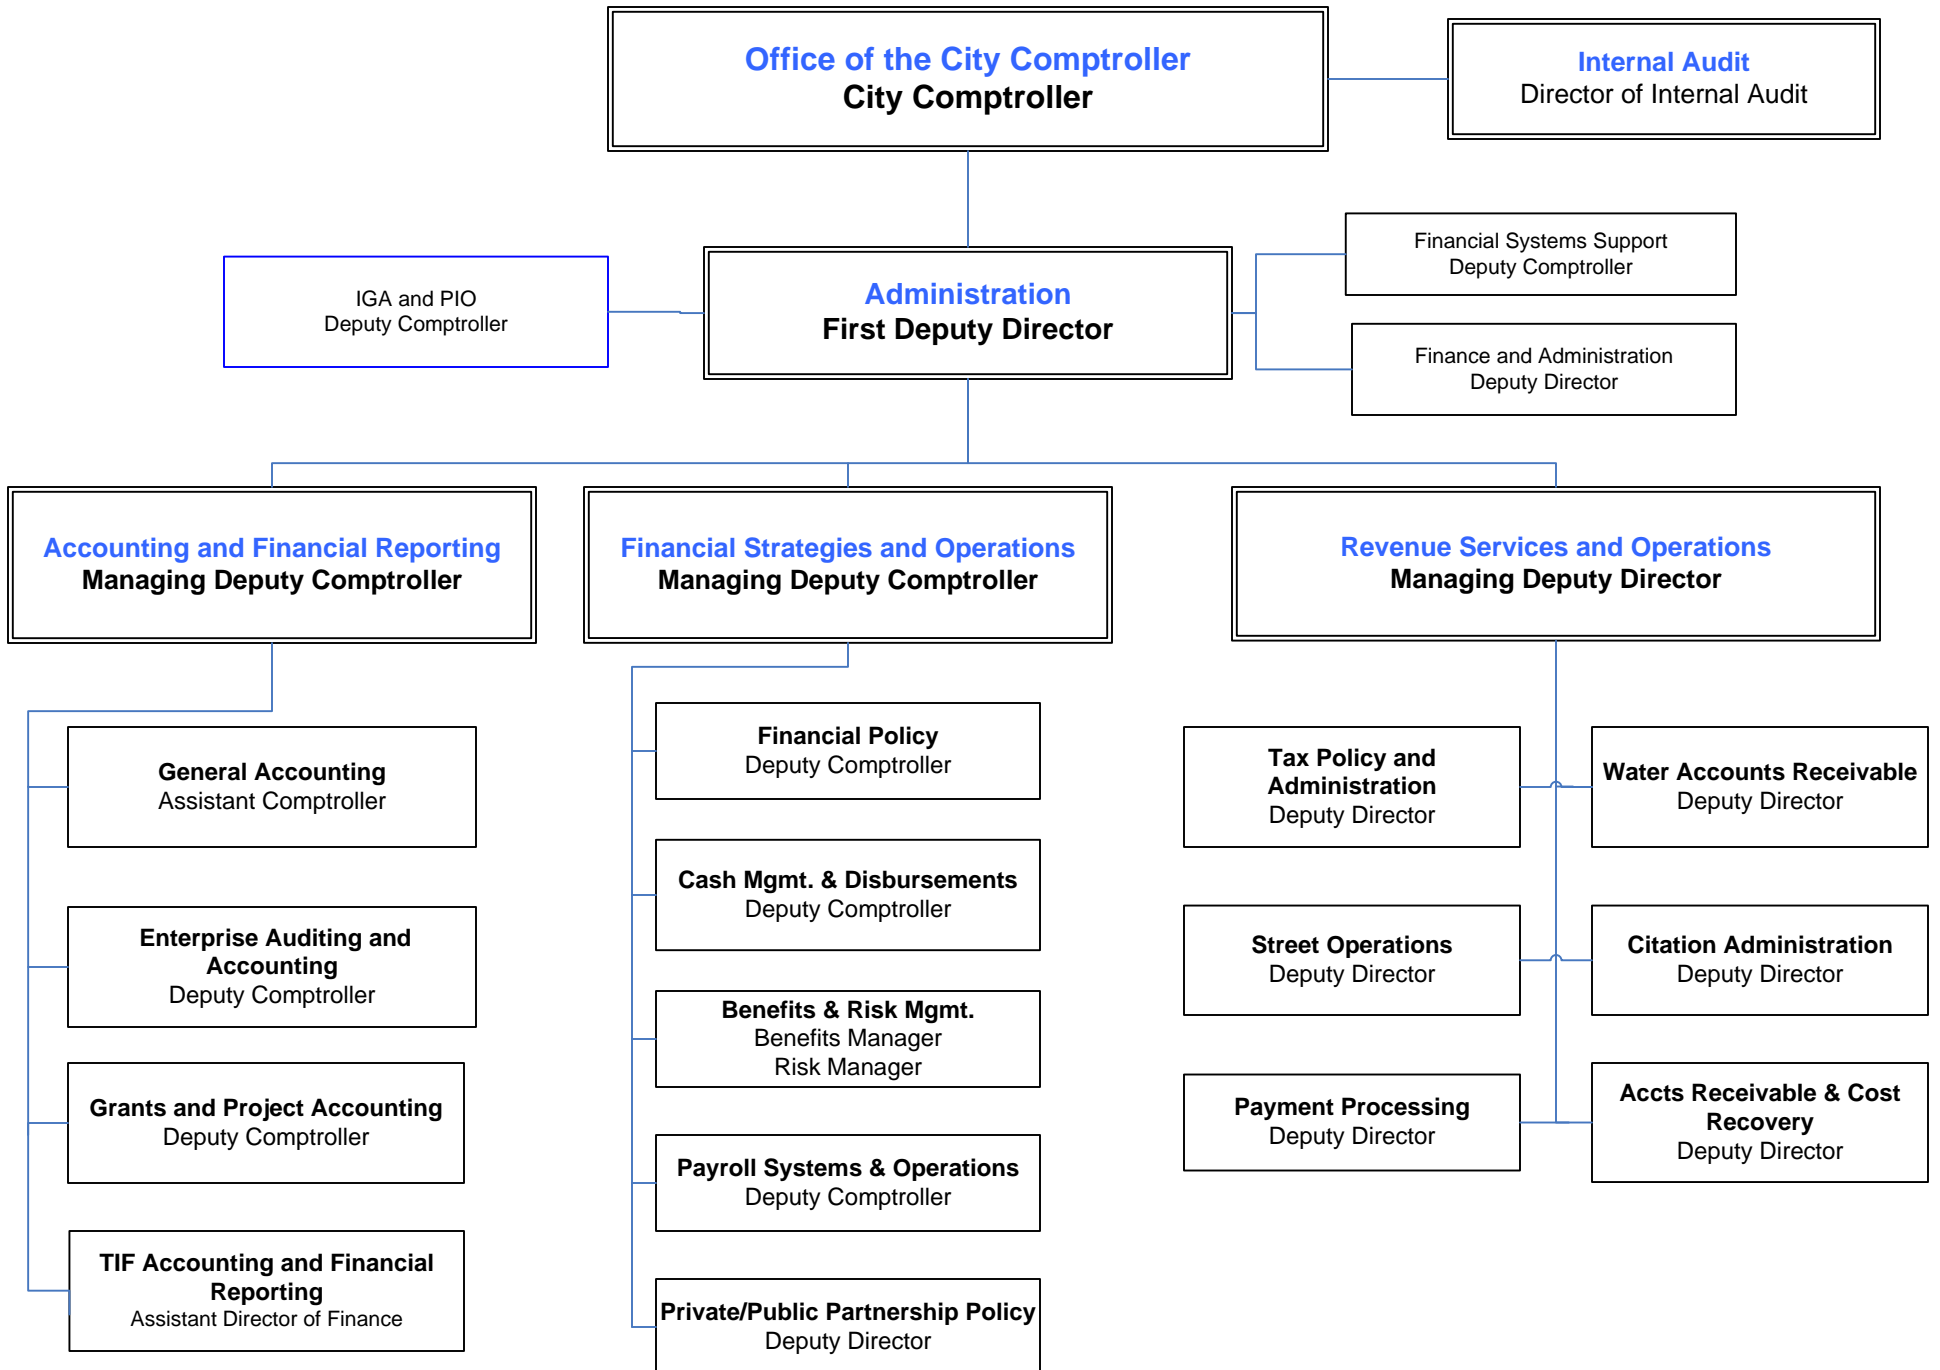 Office of the City Comptroller
City Comptroller
Internal Audit
Director of Internal Audit
IGA and PIO
Deputy Comptroller
Administration
First Deputy Director
Financial Systems Support
Deputy Comptroller
Finance and Administration
Deputy Director
Accounting and Financial Reporting
Managing Deputy Comptroller
Financial Strategies and Operations
Managing Deputy Comptroller
Revenue Services and Operations
Managing Deputy Director
General Accounting
Assistant Comptroller
Enterprise Auditing and
Accounting
Deputy Comptroller
Grants and Project Accounting
Deputy Comptroller
TIF Accounting and Financial
Reporting
Assistant Director of Finance
Financial Policy
Deputy Comptroller
Cash Mgmt. & Disbursements
Deputy Comptroller
Benefits & Risk Mgmt.
Benefits Manager
Risk Manager
Payroll Systems & Operations
Deputy Comptroller
Private/Public Partnership Policy
Deputy Director
Tax Policy and
Administration
Deputy Director
Water Accounts Receivable
Deputy Director
Street Operations
Deputy Director
Citation Administration
Deputy Director
Payment Processing
Deputy Director
Accts Receivable & Cost
Recovery
Deputy Director